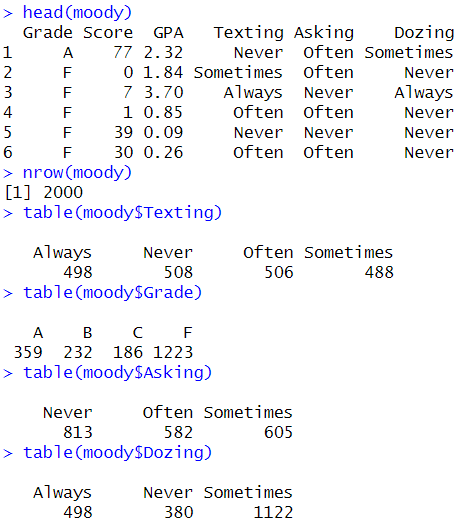 > head(moody)
  Grade Score  GPA   Texting Asking    Dozing
1     A    77 2.32     Never  Often Sometimes
2     F     0 1.84 Sometimes  Often     Never
3     F     7 3.70    Always  Never    Always
4     F     1 0.85     Often  Often     Never
5     F    39 0.09     Never  Never     Never
6     F    30 0.26     Often  Often     Never
> nrow(moody)
[1] 2000
> table(moody$Texting)

   Always     Never     Often Sometimes
      498       508       506       488
> table(moody$Grade)

   A    B    C    F
 359  232  186 1223
> table(moody$Asking)

    Never     Often Sometimes
      813       582       605
> table(moody$Dozing)

   Always     Never Sometimes
      498       380      1122